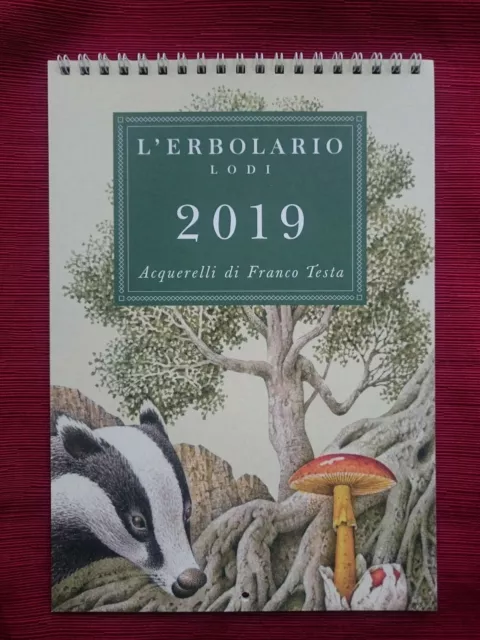 L'ERBOLARIO
LODI
2019
Acquerelli di Franco Testa